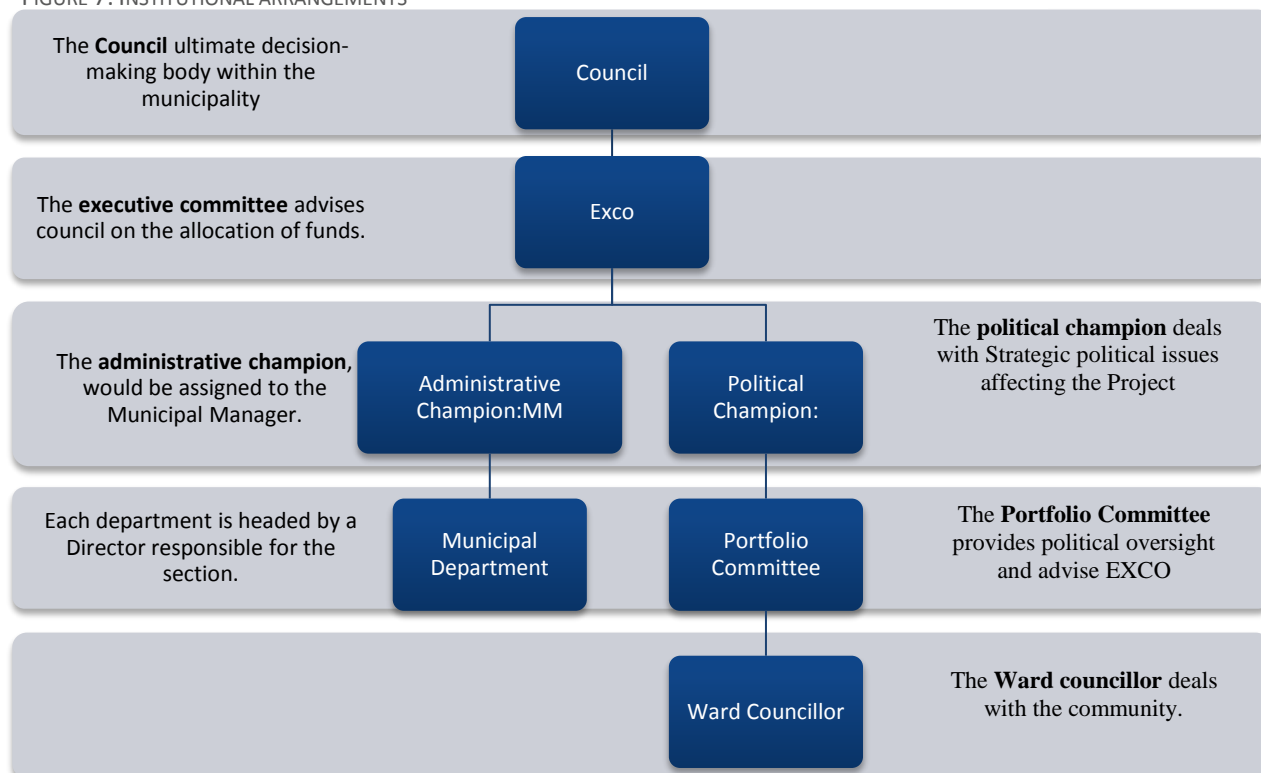 FIGURE 7: INSTITUTIONAL ARRANGEMENTS
The Council ultimate decision-
making body within the
municipality
Council
The executive committee advises
council on the allocation of funds.
Exco
The administrative champion,
would be assigned to the
Municipal Manager.
Administrative
Champion:MM
Political
Champion:
The political champion deals
with Strategic political issues
affecting the Project
Each department is headed by a
Director responsible for the
section.
Municipal
Department
Portfolio
Committee
The Portfolio Committee
provides political oversight
and advise EXCO
Ward Councillor
The Ward councillor deals
with the community.